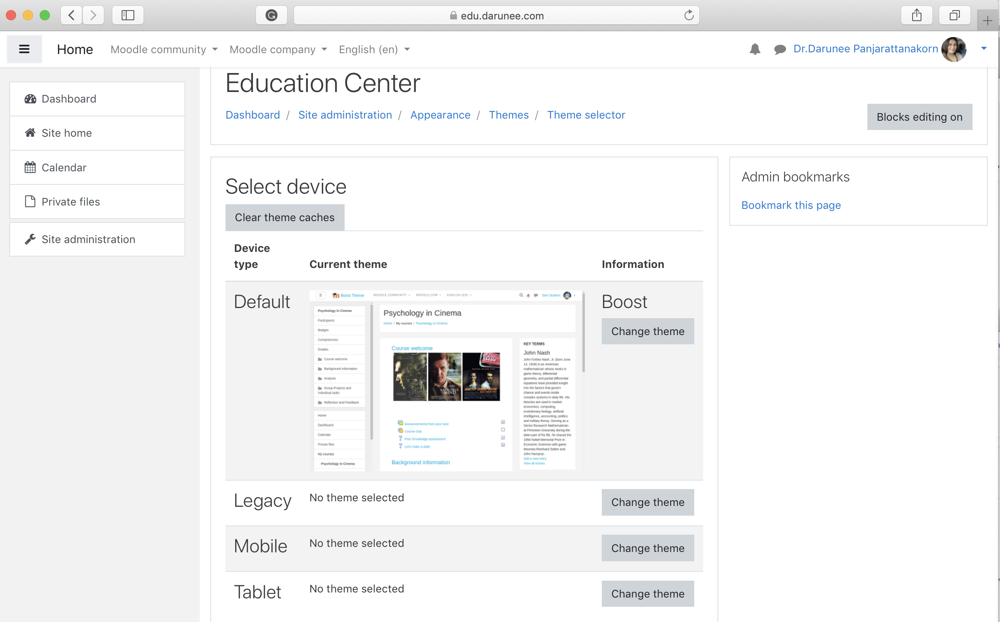 edu.darunee.com
Home Moodle community Moodle company English (en) Dr.Darunee Panjarattanakorn
Dashboard
Site home
Calendar
Private files
Site administration
Education Center
Dashboard / Site administration / Appearance / Themes / Theme selector
Blocks editing on
Select device
Clear theme caches
Admin bookmarks
Bookmark this page
Device type Current theme Information
Default
Boost Theme MOODLE COMMUNITY MOODLE.COM ENGLISH (EN) Sam Student
Psychology in Cinema
Participants
Badges
Competencies
Grades
Course welcome
Background information
Analysis
Group Projects and
individual tasks
Reflection and Feedback
Home
Dashboard
Calendar
Private files
My courses
Psychology in Cinema
Psychology in Cinema
Home / My courses / Psychology in Cinema
Course welcome
A BEAUTIFUL
MIND
CLUB
Announcements from your tutor
Course chat
Prior Knowledge assessment
Let's make a date!
Background information
KEY TERMS
John Nash
John Forbes Nash, Jr. (born June
13, 1928) is an American
mathematician whose works in
game theory, differential
geometry, and partial differential
equations have provided insight
into the factors that govern
chance and events inside
complex systems in daily life. His
theories are used in market
economics, computing,
evolutionary biology, artificial
intelligence, accounting, politics
and military theory. Serving as a
Senior Research Mathematician
at Princeton University during the
latter part of his life, he shared the
1994 Nobel Memorial Prize in
Economic Sciences with game
theorists Reinhard Selten and
John Harsanyi.
Add a new entry
View all entries
Boost
Change theme
Legacy No theme selected Change theme
Mobile No theme selected Change theme
Tablet No theme selected Change theme